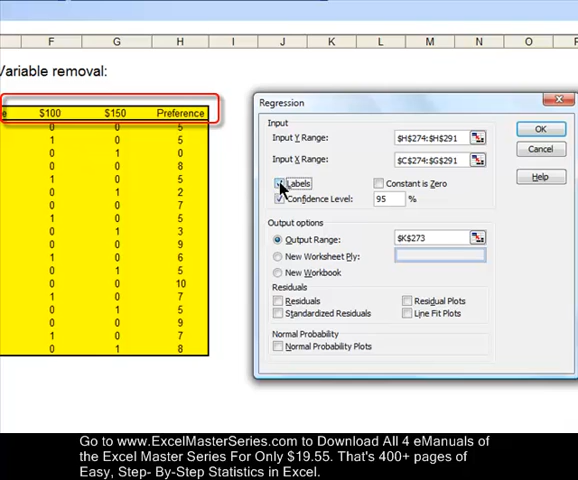 F G H I J K L M N O P
Variable removal:
e $100 $150 Preference
0 0 5
1 0 5
0 1 0
0 0 8
1 0 5
0 1 2
0 0 7
1 0 5
0 1 3
0 0 9
1 0 6
0 1 5
0 0 10
1 0 7
0 1 5
0 0 9
1 0 7
0 1 8
Regression
Input
Input Y Range: $H$274:$H$291
OK
Input X Range: $C$274:$G$291
Cancel
Labels Constant is Zero
Help
Confidence Level: 95 %
Output options
Output Range: $K$273
New Worksheet Ply:
New Workbook
Residuals
Residuals Residual Plots
Standardized Residuals Line Fit Plots
Normal Probability
Normal Probability Plots
Go to www.ExcelMasterSeries.com to Download All 4 eManuals of
the Excel Master Series For Only $19.55. That's 400+ pages of
Easy, Step- By-Step Statistics in Excel.